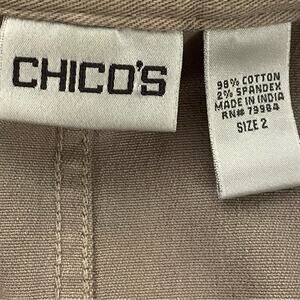 CHICO'S
98% COTTON
2% SPANDEX
MADE IN INDIA
RN# 79984
SIZE 2